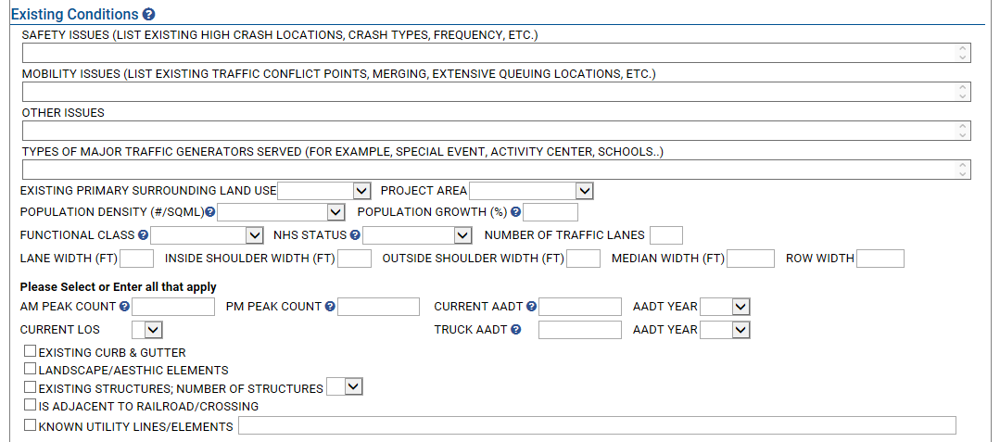 Existing Conditions ?
SAFETY ISSUES (LIST EXISTING HIGH CRASH LOCATIONS, CRASH TYPES, FREQUENCY, ETC.)
MOBILITY ISSUES (LIST EXISTING TRAFFIC CONFLICT POINTS, MERGING, EXTENSIVE QUEUING LOCATIONS, ETC.)
OTHER ISSUES
TYPES OF MAJOR TRAFFIC GENERATORS SERVED (FOR EXAMPLE, SPECIAL EVENT, ACTIVITY CENTER, SCHOOLS..)
EXISTING PRIMARY SURROUNDING LAND USE PROJECT AREA
POPULATION DENSITY (#/SQML) ? POPULATION GROWTH (%) ?
FUNCTIONAL CLASS ? NHS STATUS ? NUMBER OF TRAFFIC LANES
LANE WIDTH (FT) INSIDE SHOULDER WIDTH (FT) OUTSIDE SHOULDER WIDTH (FT) MEDIAN WIDTH (FT) ROW WIDTH
Please Select or Enter all that apply
AM PEAK COUNT ? PM PEAK COUNT ? CURRENT AADT ? AADT YEAR
CURRENT LOS TRUCK AADT ? AADT YEAR
EXISTING CURB & GUTTER
LANDSCAPE/AESTHIC ELEMENTS
EXISTING STRUCTURES; NUMBER OF STRUCTURES
IS ADJACENT TO RAILROAD/CROSSING
KNOWN UTILITY LINES/ELEMENTS